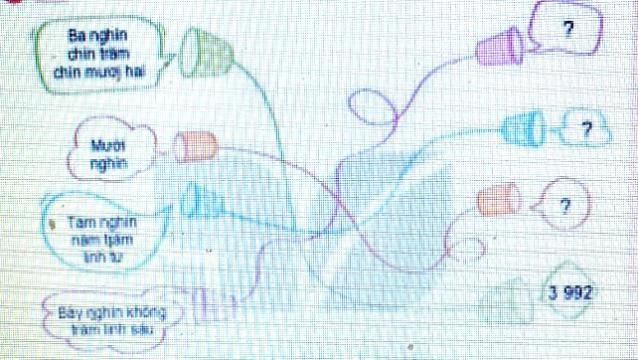 Ba nghìn
chín trăm
chín mươi hai
?
Mười
nghìn
?
Tám nghìn
năm trăm
linh tư
?
Bảy nghìn không
trăm linh sáu
3 992